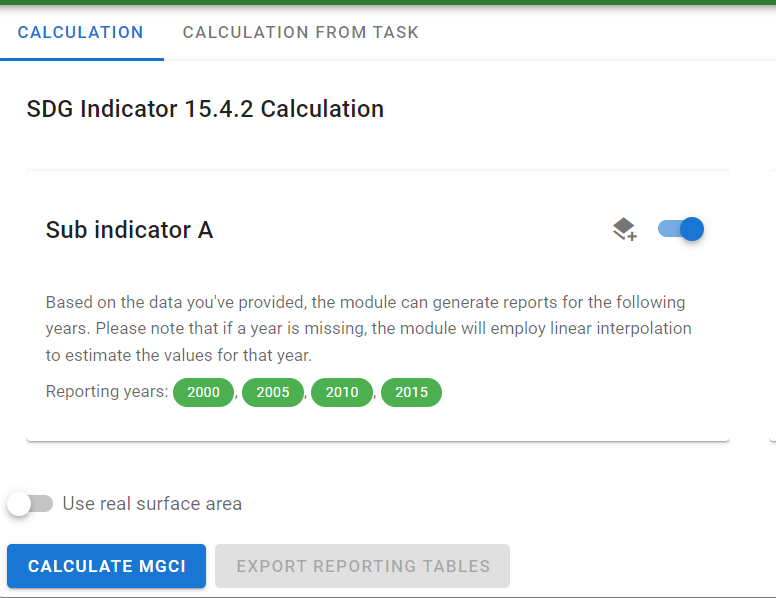 CALCULATION CALCULATION FROM TASK
SDG Indicator 15.4.2 Calculation
Sub indicator A
Based on the data you've provided, the module can generate reports for the following
years. Please note that if a year is missing, the module will employ linear interpolation
to estimate the values for that year.
Reporting years: 2000, 2005, 2010, 2015
Use real surface area
CALCULATE MGCI EXPORT REPORTING TABLES